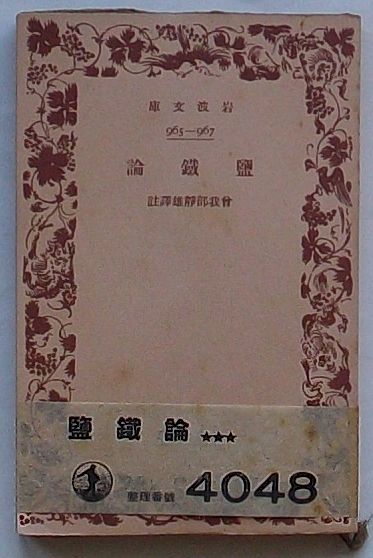 岩波文庫
965—967
鹽鐵論
曾我部靜雄譯註
鹽鐵論 ★★★
整理番號 4048